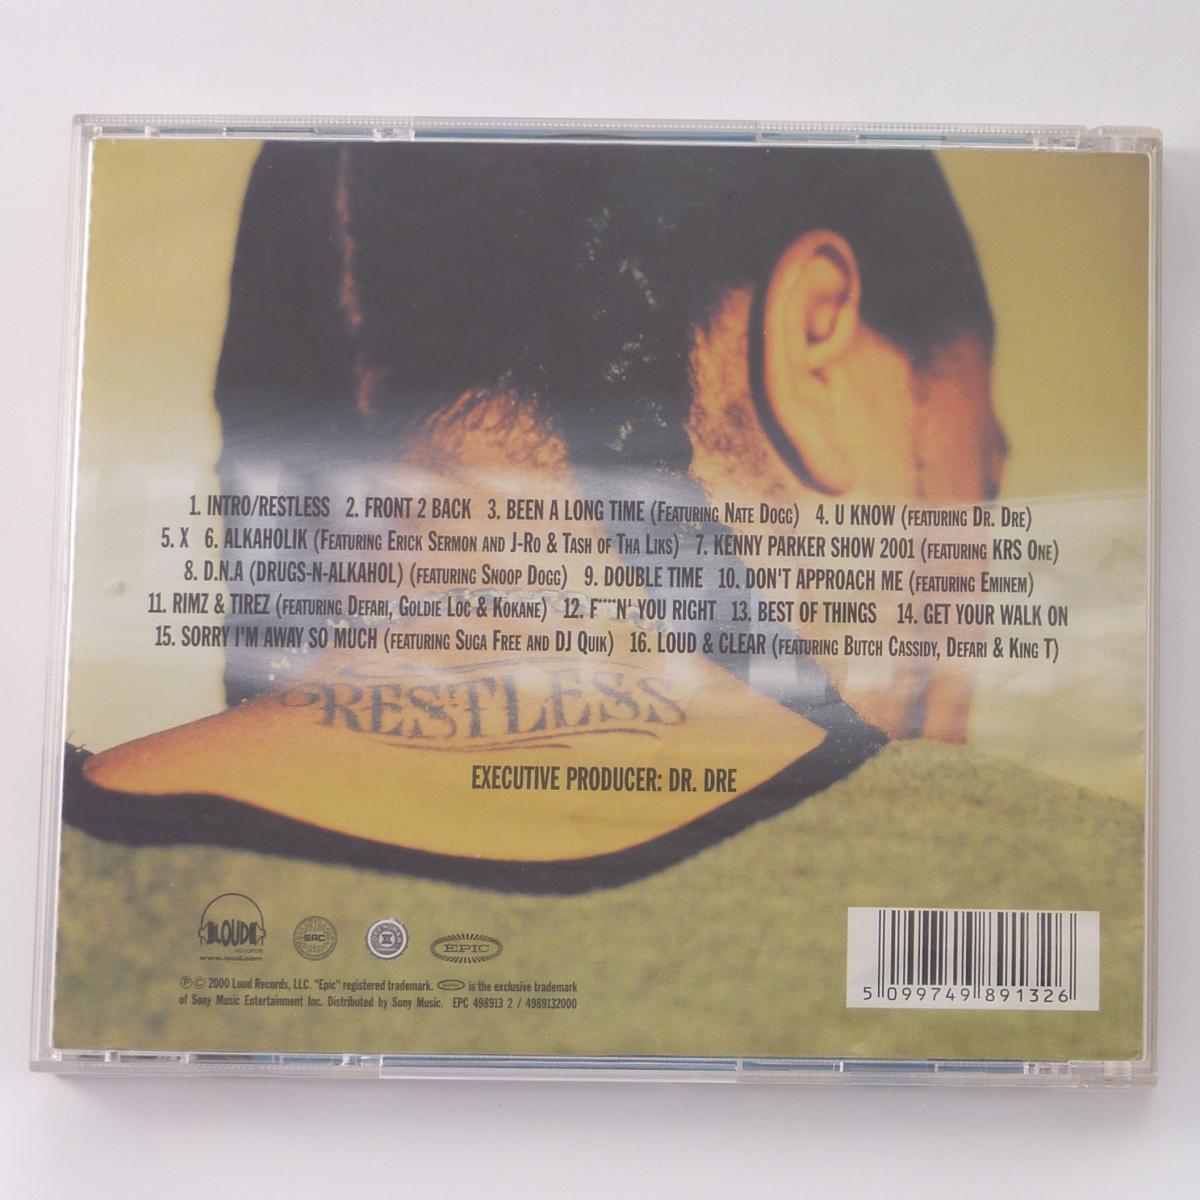 1. INTRO/RESTLESS 2. FRONT 2 BACK 3. BEEN A LONG TIME (FEATURING NATE DOGG) 4. U KNOW (FEATURING DR. DRE)
5. X 6. ALKAHOLIK (FEATURING ERICK SERMON AND J-RO & TASH OF THA LIKS) 7. KENNY PARKER SHOW 2001 (FEATURING KRS ONE)
8. D.N.A (DRUGS-N-ALKAHOL) (FEATURING SNOOP DOGG) 9. DOUBLE TIME 10. DON'T APPROACH ME (FEATURING EMINEM)
11. RIMZ & TIREZ (FEATURING DEFARI, GOLDIE LOC & KOKANE) 12. F****N' YOU RIGHT 13. BEST OF THINGS 14. GET YOUR WALK ON
15. SORRY I'M AWAY SO MUCH (FEATURING SUGA FREE AND DJ QUIK) 16. LOUD & CLEAR (FEATURING BUTCH CASSIDY, DEFARI & KING T)
RESTLESS
EXECUTIVE PRODUCER: DR. DRE
LOUD
RECORDS
www.loud.com
SRC
EPIC
℗© 2000 Loud Records, LLC. "Epic" registered trademark. is the exclusive trademark
of Sony Music Entertainment Inc. Distributed by Sony Music. EPC 498913 2 / 4989132000
5 099749 891326